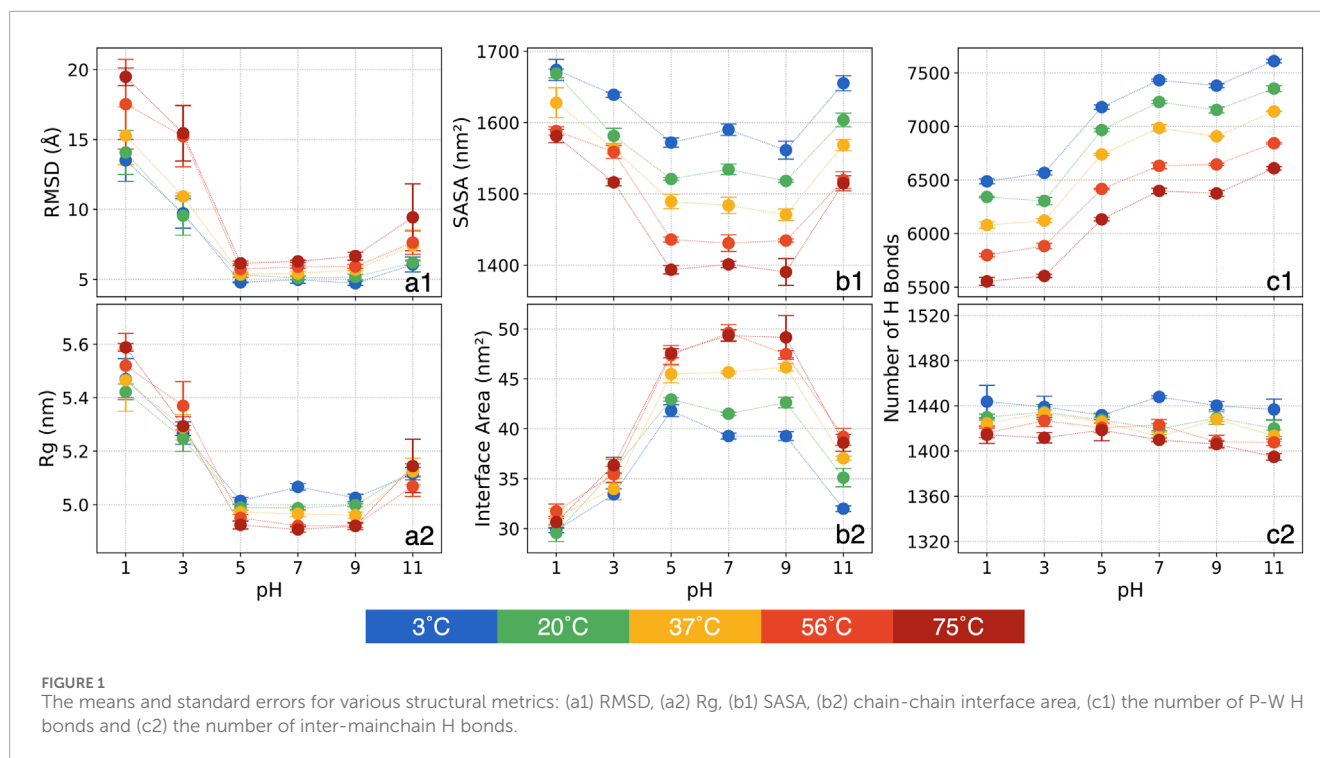 RMSD (Å)
20
15
10
5
a1
SASA (nm²)
1700
1600
1500
1400
b1
7500
7000
6500
6000
5500
c1
Number of H Bonds
Rg (nm)
5.6
5.4
5.2
5.0
a2
1 3 5 7 9 11
pH
Interface Area (nm²)
50
45
40
35
30
b2
1 3 5 7 9 11
pH
1520
1480
1440
1400
1360
1320
c2
1 3 5 7 9 11
pH
3°C 20°C 37°C 56°C 75°C
FIGURE 1
The means and standard errors for various structural metrics: (a1) RMSD, (a2) Rg, (b1) SASA, (b2) chain-chain interface area, (c1) the number of P-W H
bonds and (c2) the number of inter-mainchain H bonds.